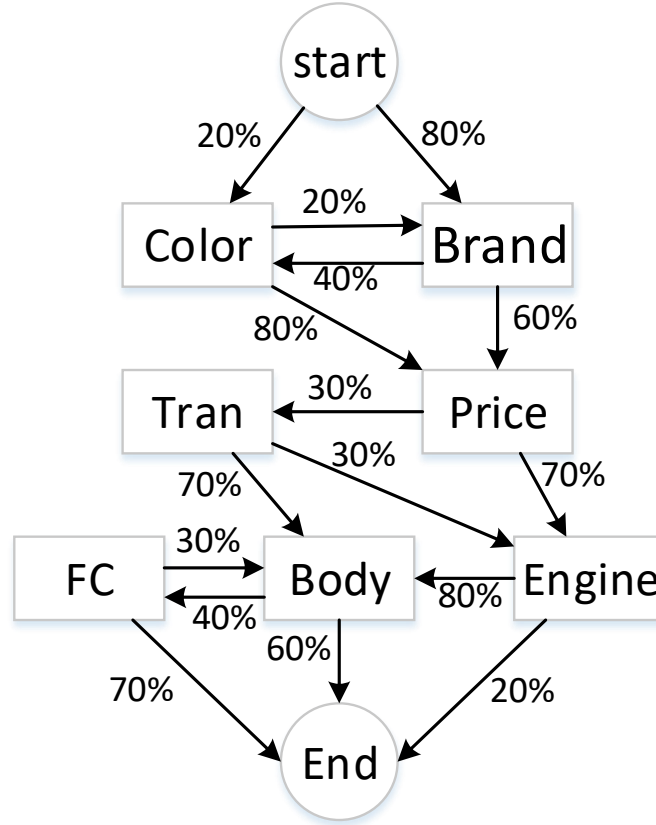 start
20%
80%
Color
20%
Brand
40%
80%
60%
Tran
30%
Price
70%
30%
70%
FC
30%
Body
Engine
40%
80%
60%
70%
20%
End